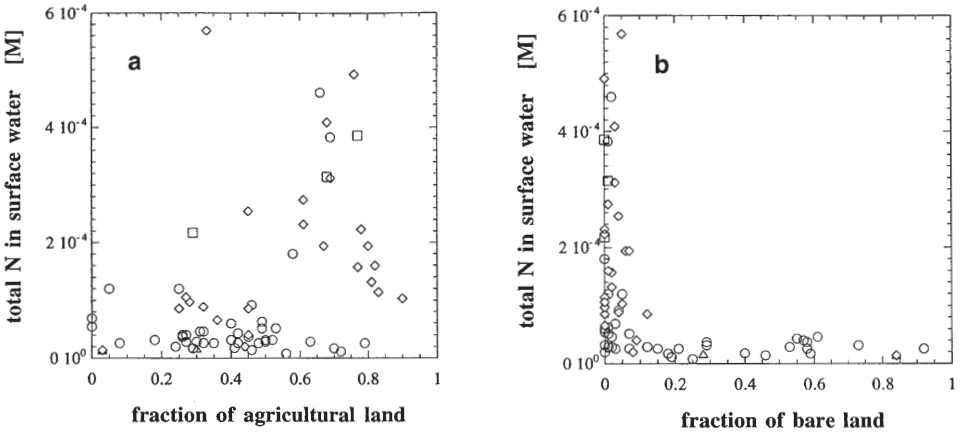 a
total N in surface water [M]
6 10⁻⁴
4 10⁻⁴
2 10⁻⁴
0 10⁰
0 0.2 0.4 0.6 0.8 1
fraction of agricultural land
b
total N in surface water [M]
6 10⁻⁴
4 10⁻⁴
2 10⁻⁴
0 10⁰
0 0.2 0.4 0.6 0.8 1
fraction of bare land